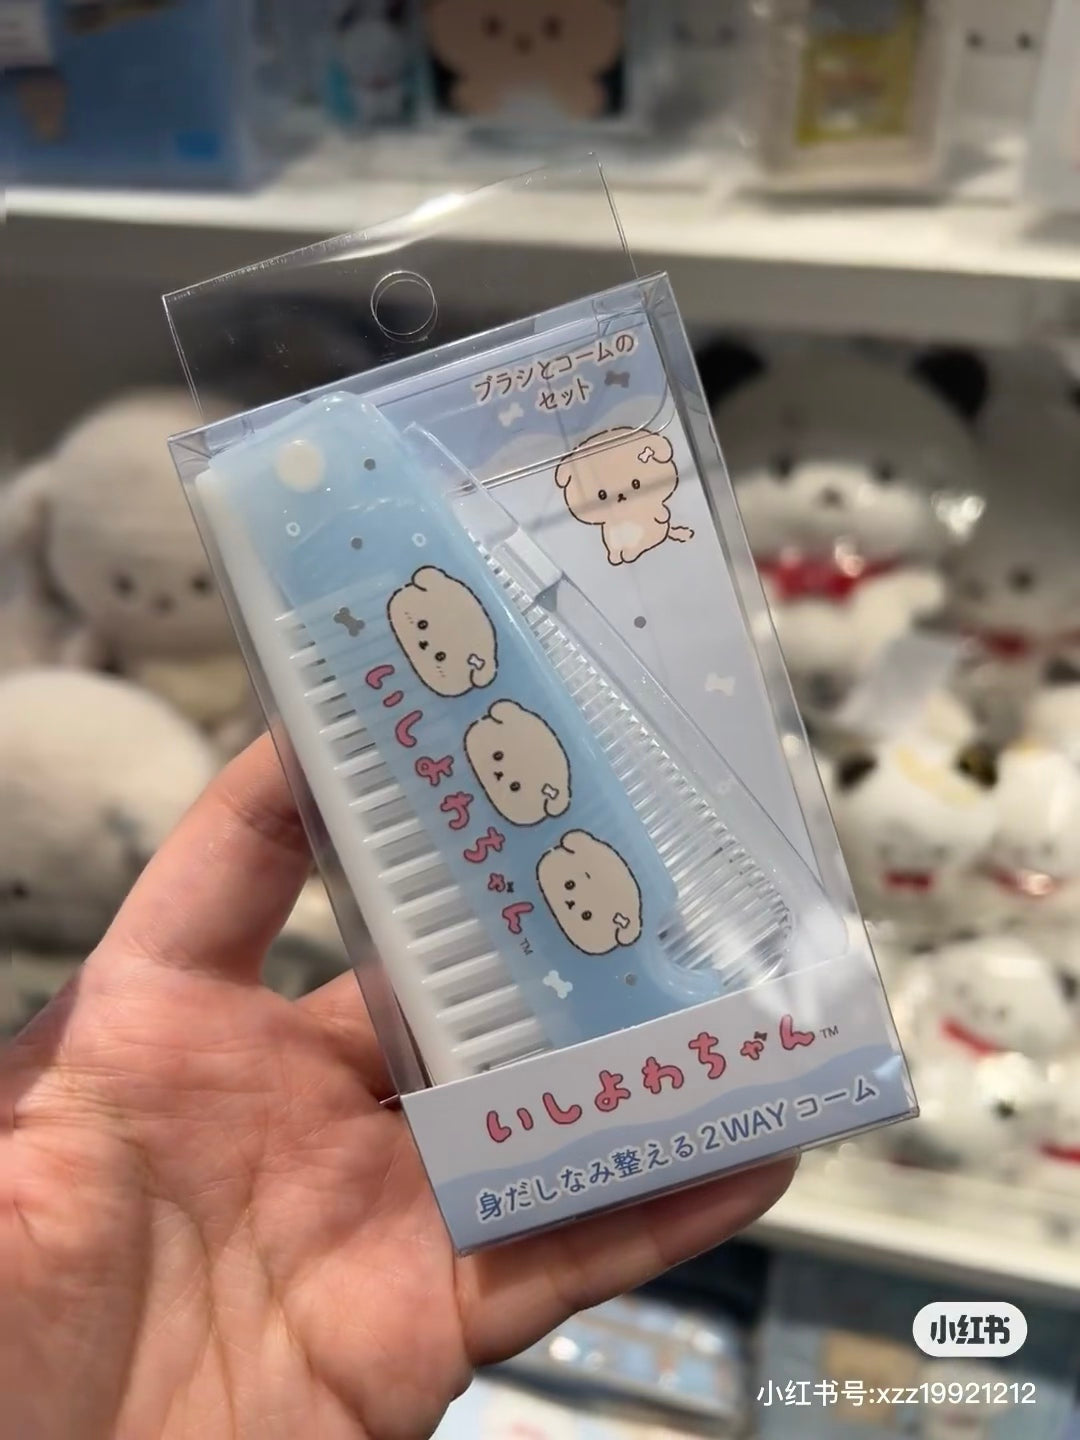 ブラシとコームの
セット
いしよわちゃん™
いしよわちゃん™
身だしなみ整える2WAYコーム
小红书
小红书号:xzz19921212